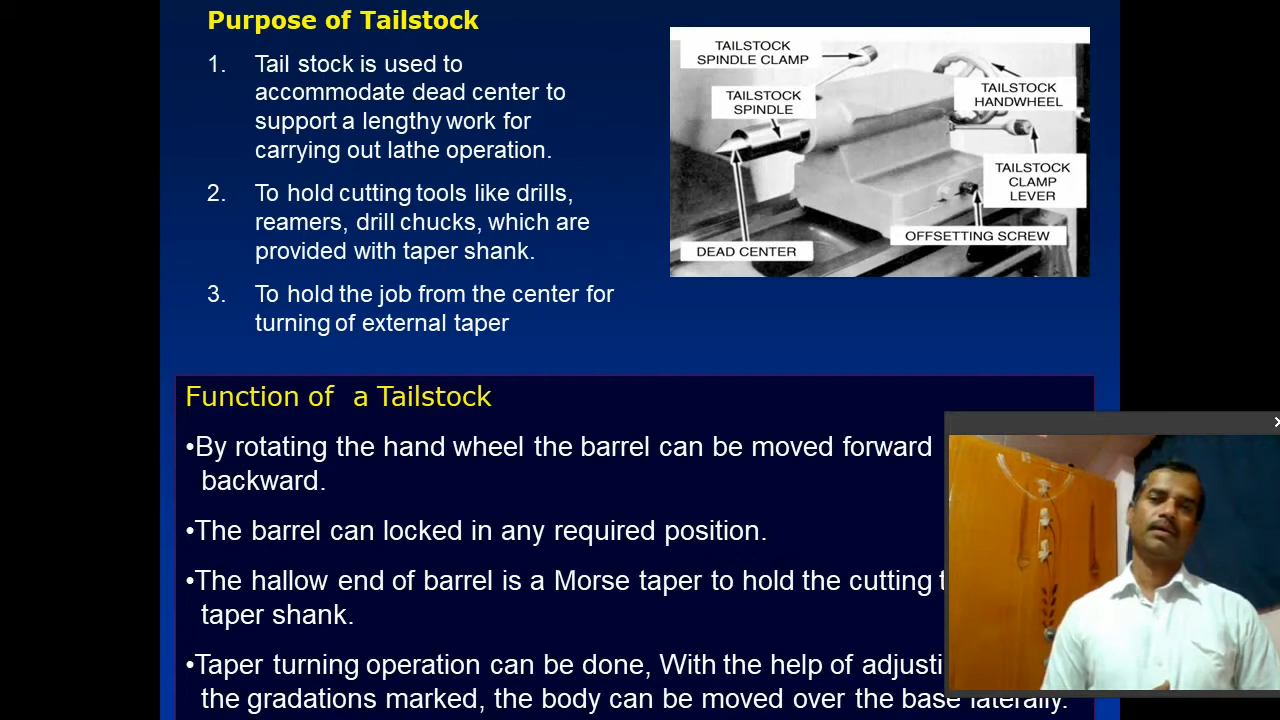 Purpose of Tailstock
1. Tail stock is used to
accommodate dead center to
support a lengthy work for
carrying out lathe operation.
2. To hold cutting tools like drills,
reamers, drill chucks, which are
provided with taper shank.
3. To hold the job from the center for
turning of external taper
TAILSTOCK
SPINDLE CLAMP
TAILSTOCK
SPINDLE
TAILSTOCK
HANDWHEEL
TAILSTOCK
CLAMP
LEVER
OFFSETTING SCREW
DEAD CENTER
Function of a Tailstock
•By rotating the hand wheel the barrel can be moved forward
backward.
•The barrel can locked in any required position.
•The hallow end of barrel is a Morse taper to hold the cutting
taper shank.
•Taper turning operation can be done, With the help of
the gradations marked, the body can be moved over the base laterally.